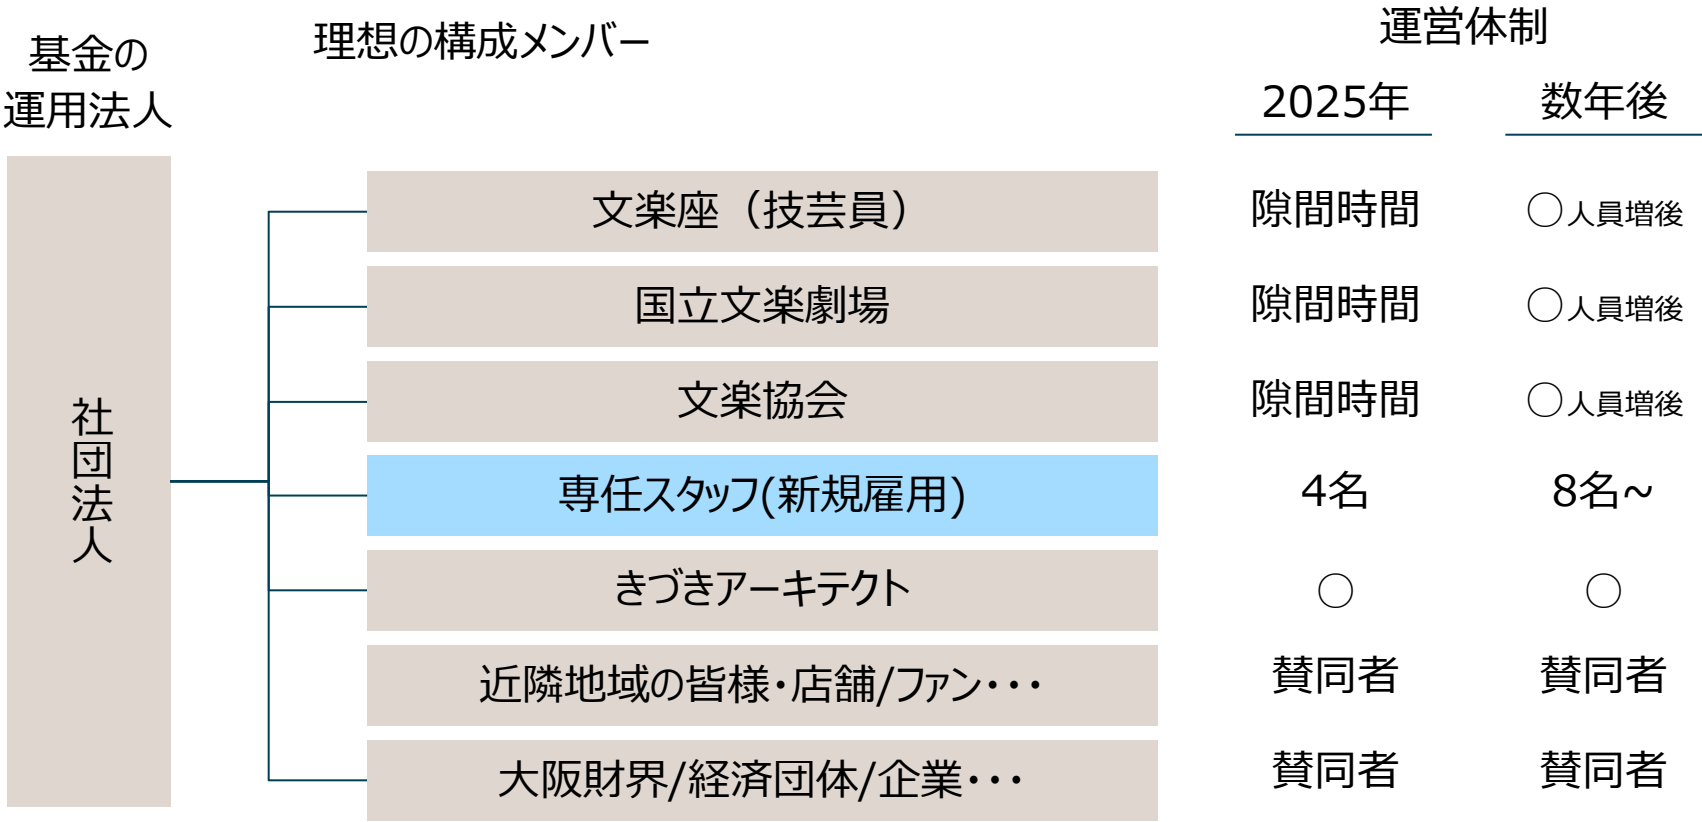 基金の
運用法人
理想の構成メンバー
運営体制
2025年
数年後
社団法人
文楽座（技芸員）
隙間時間
○人員増後
国立文楽劇場
隙間時間
○人員増後
文楽協会
隙間時間
○人員増後
専任スタッフ(新規雇用)
4名
8名~
きづきアーキテクト
○
○
近隣地域の皆様・店舗/ファン・・・
賛同者
賛同者
大阪財界/経済団体/企業・・・
賛同者
賛同者